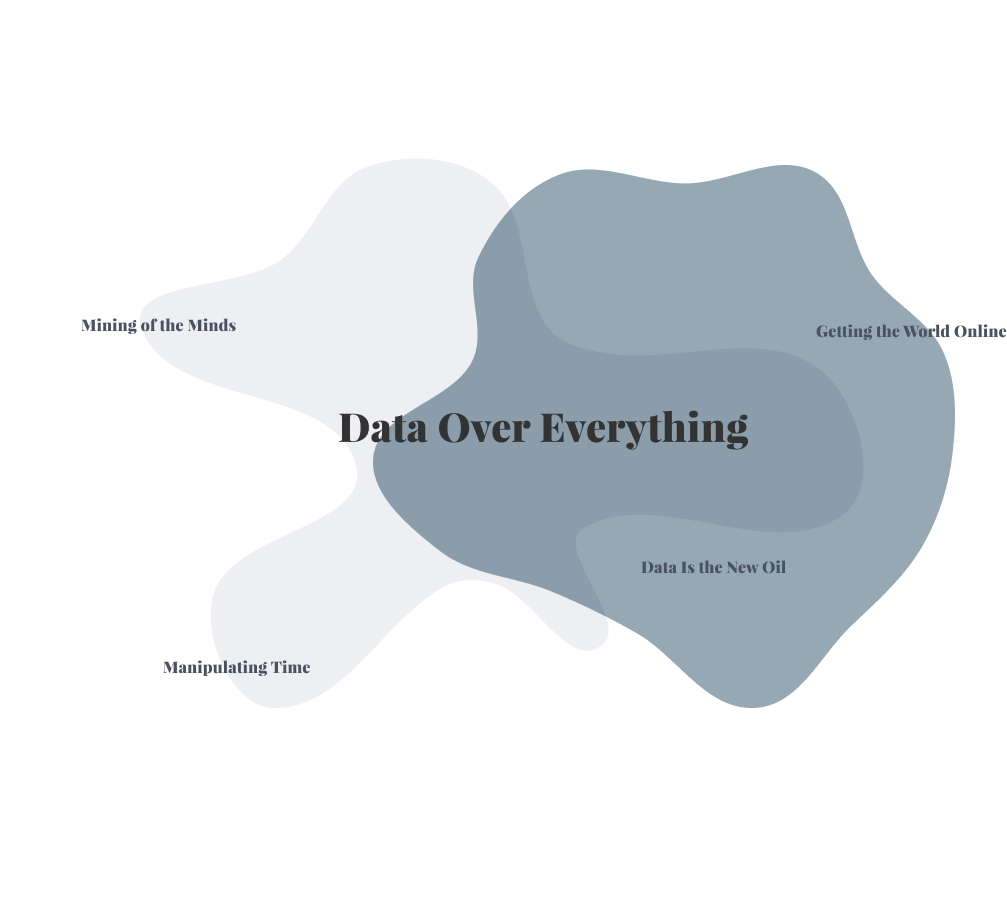 Mining of the Minds
Getting the World Online
Data Over Everything
Data Is the New Oil
Manipulating Time